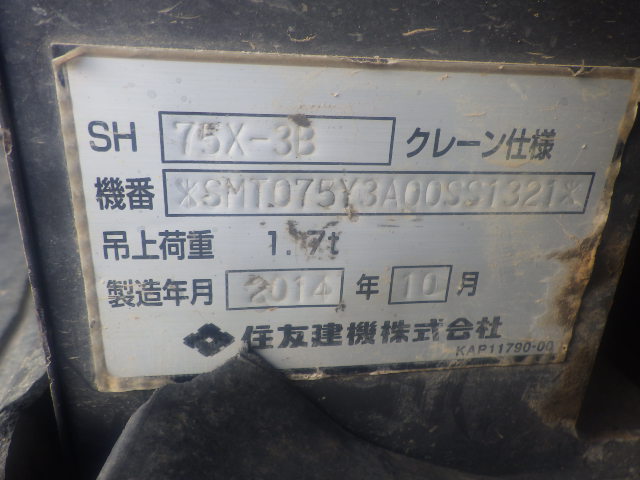 SH 75X-3B クレーン仕様
機番 *SMT075Y3A00SS1321*
吊上荷重 1.7t
製造年月 2014 年 10 月
住友建機株式会社
KAP11790-00